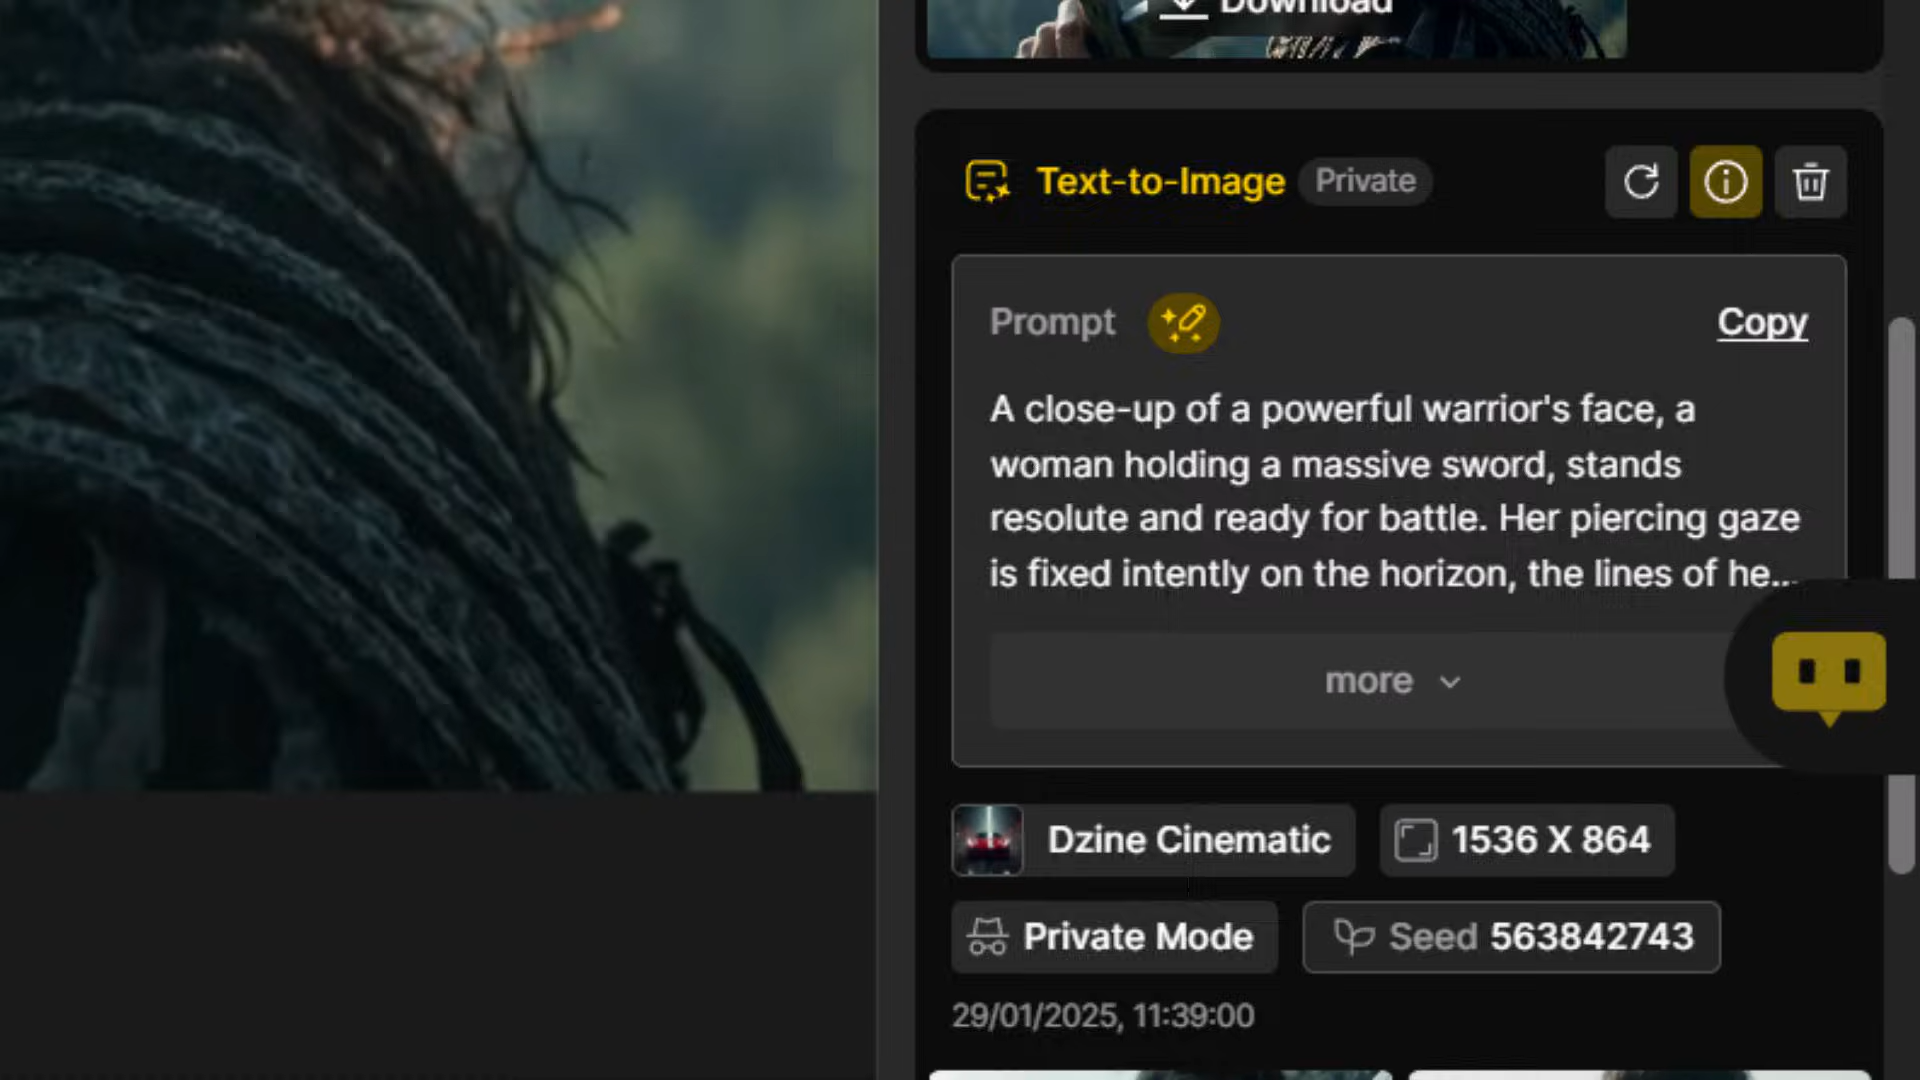 Download
Text-to-Image Private
Prompt Copy
A close-up of a powerful warrior's face, a
woman holding a massive sword, stands
resolute and ready for battle. Her piercing gaze
is fixed intently on the horizon, the lines of he...
more
Dzine Cinematic 1536 X 864
Private Mode Seed 563842743
29/01/2025, 11:39:00